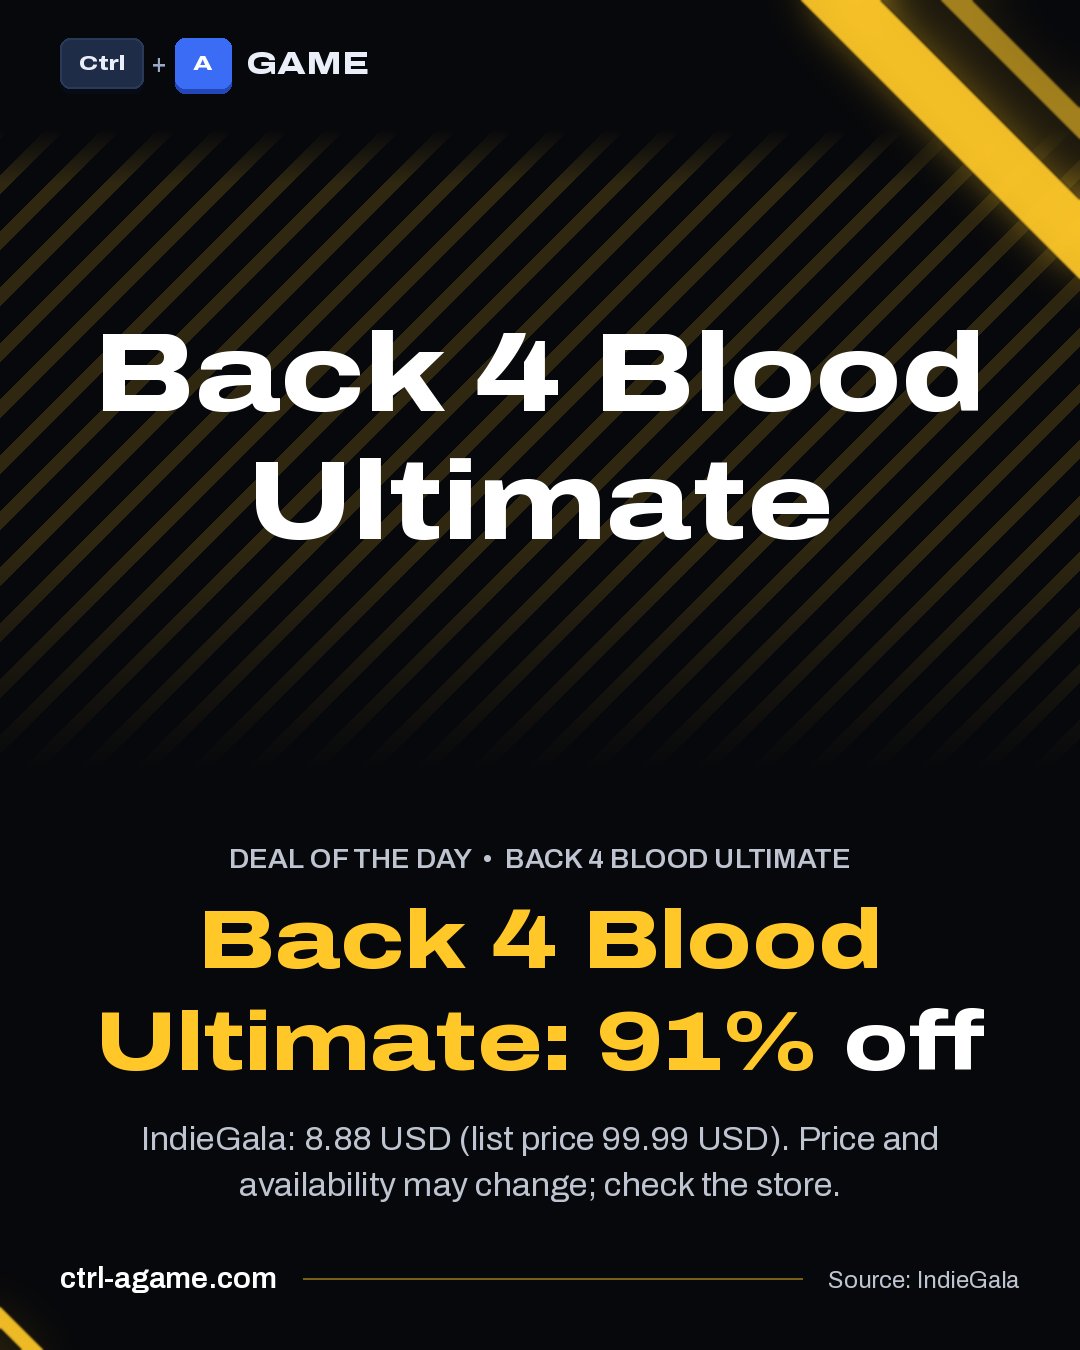 Ctrl + A GAME
Back 4 Blood
Ultimate
DEAL OF THE DAY • BACK 4 BLOOD ULTIMATE
Back 4 Blood
Ultimate: 91% off
IndieGala: 8.88 USD (list price 99.99 USD). Price and
availability may change; check the store.
ctrl-agame.com
Source: IndieGala